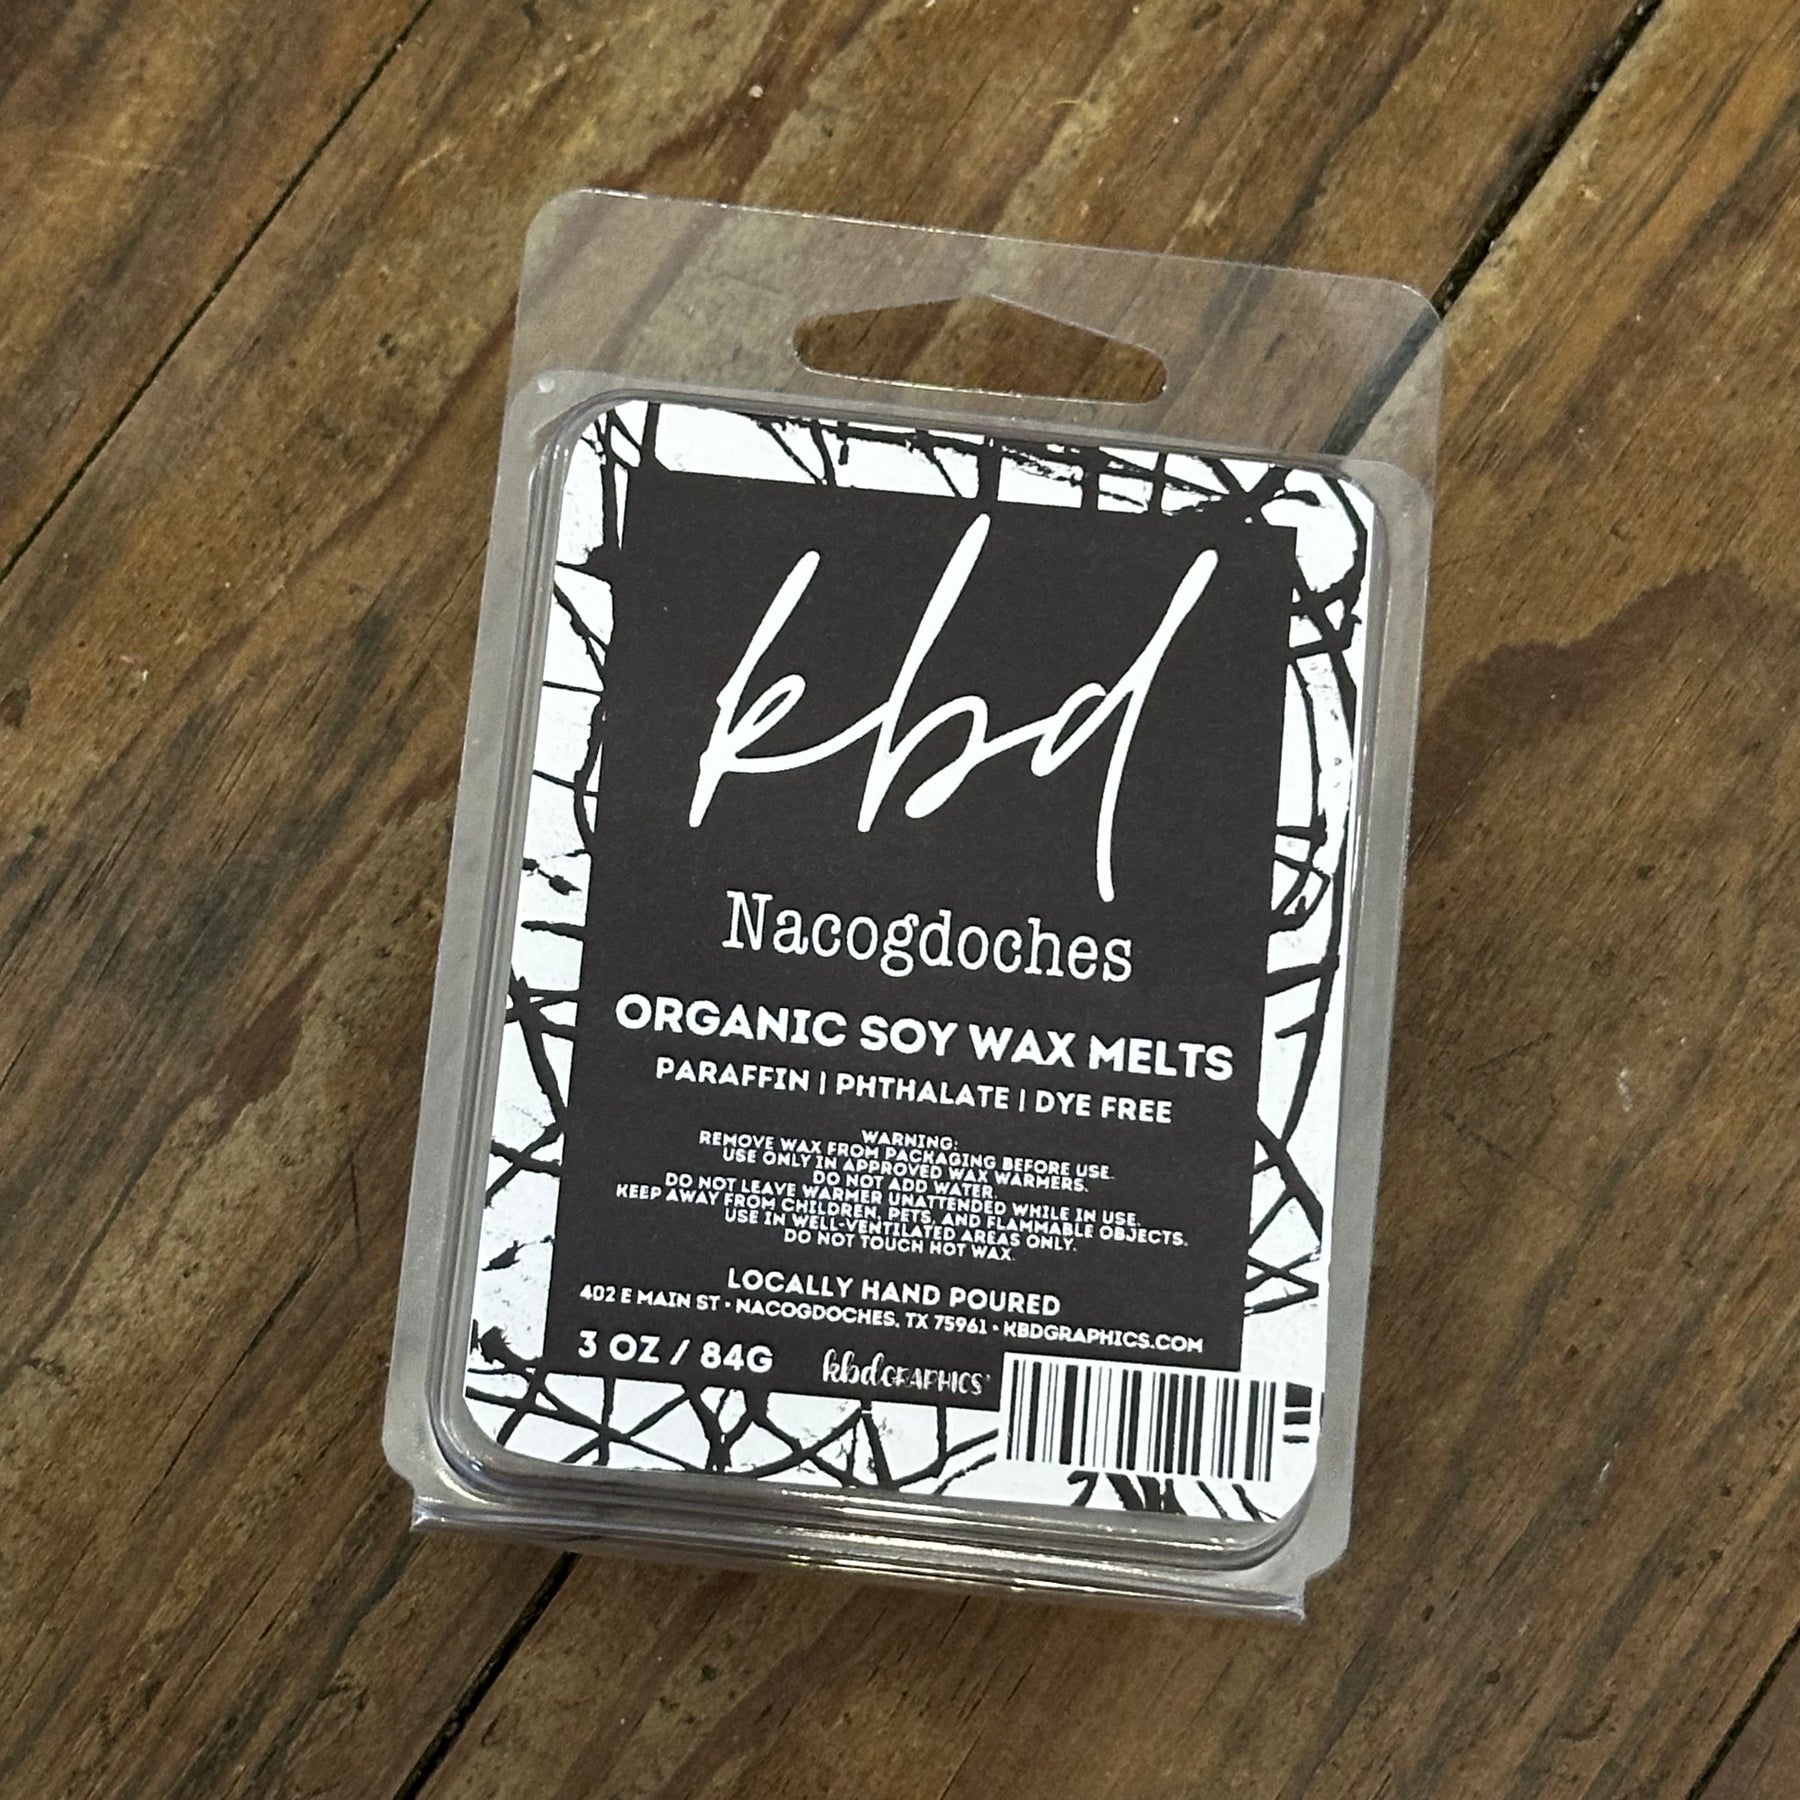 kbd
Nacogdoches
ORGANIC SOY WAX MELTS
PARAFFIN | PHTHALATE | DYE FREE
WARNING:
REMOVE WAX FROM PACKAGING BEFORE USE.
USE ONLY IN APPROVED WAX WARMERS.
DO NOT ADD WATER.
DO NOT LEAVE WARMER UNATTENDED WHILE IN USE.
KEEP AWAY FROM CHILDREN, PETS, AND FLAMMABLE OBJECTS.
USE IN WELL-VENTILATED AREAS ONLY.
DO NOT TOUCH HOT WAX.
LOCALLY HAND POURED
402 E MAIN ST • NACOGDOCHES, TX 75961 • KBDGRAPHICS.COM
3 OZ / 84G kbdGRAPHICS